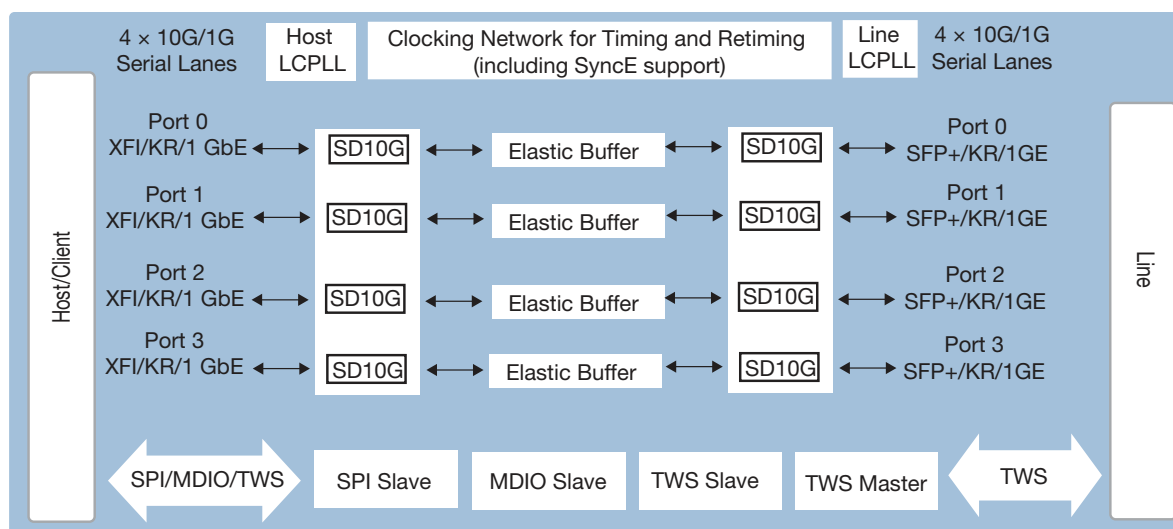 4 × 10G/1G
Serial Lanes
Host
LCPLL
Clocking Network for Timing and Retiming
(including SyncE support)
Line
LCPLL
4 × 10G/1G
Serial Lanes
Host/Client
Line
Port 0
XFI/KR/1 GbE
SD10G
Elastic Buffer
SD10G
Port 0
SFP+/KR/1GE
Port 1
XFI/KR/1 GbE
SD10G
Elastic Buffer
SD10G
Port 1
SFP+/KR/1GE
Port 2
XFI/KR/1 GbE
SD10G
Elastic Buffer
SD10G
Port 2
SFP+/KR/1GE
Port 3
XFI/KR/1 GbE
SD10G
Elastic Buffer
SD10G
Port 3
SFP+/KR/1GE
SPI/MDIO/TWS
SPI Slave
MDIO Slave
TWS Slave
TWS Master
TWS